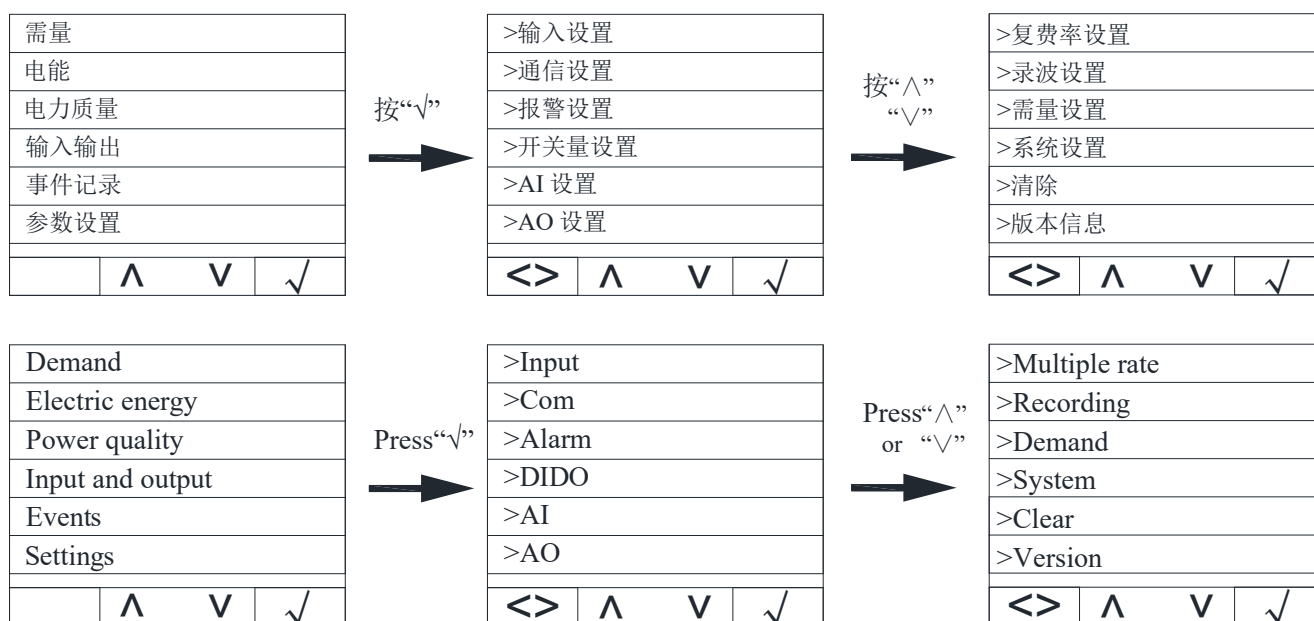 需量
电能
电力质量
输入输出
事件记录
参数设置
∧ ∨ √
按“√”
>输入设置
>通信设置
>报警设置
>开关量设置
>AI 设置
>AO 设置
<> ∧ ∨ √
按“∧”
“∨”
>复费率设置
>录波设置
>需量设置
>系统设置
>清除
>版本信息
<> ∧ ∨ √
Demand
Electric energy
Power quality
Input and output
Events
Settings
∧ ∨ √
Press“√”
>Input
>Com
>Alarm
>DIDO
>AI
>AO
<> ∧ ∨ √
Press“∧”
or “∨”
>Multiple rate
>Recording
>Demand
>System
>Clear
>Version
<> ∧ ∨ √